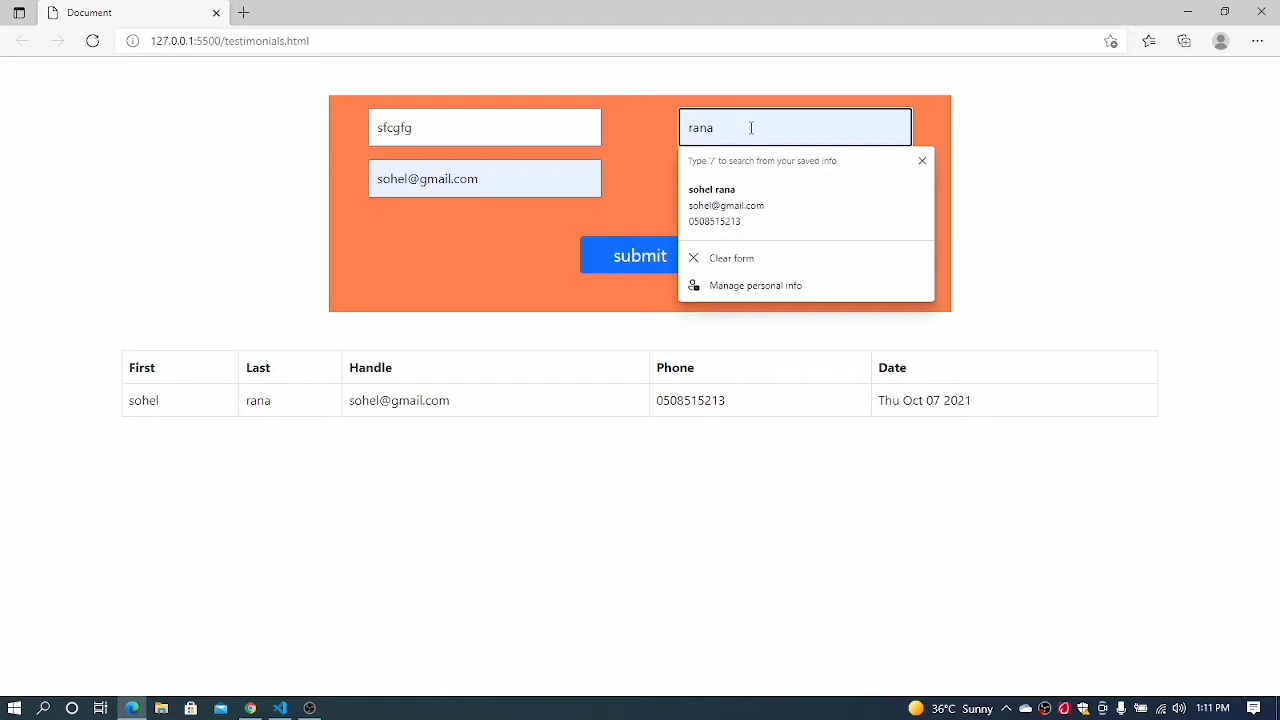 Document
127.0.0.1:5500/testimonials.html
sfcgfg
rana
sohel@gmail.com
Type '/' to search from your saved info
sohel rana
sohel@gmail.com
0508515213
submit
Clear form
Manage personal info
First Last Handle Phone Date
sohel rana sohel@gmail.com 0508515213 Thu Oct 07 2021
36°C Sunny 1:11 PM